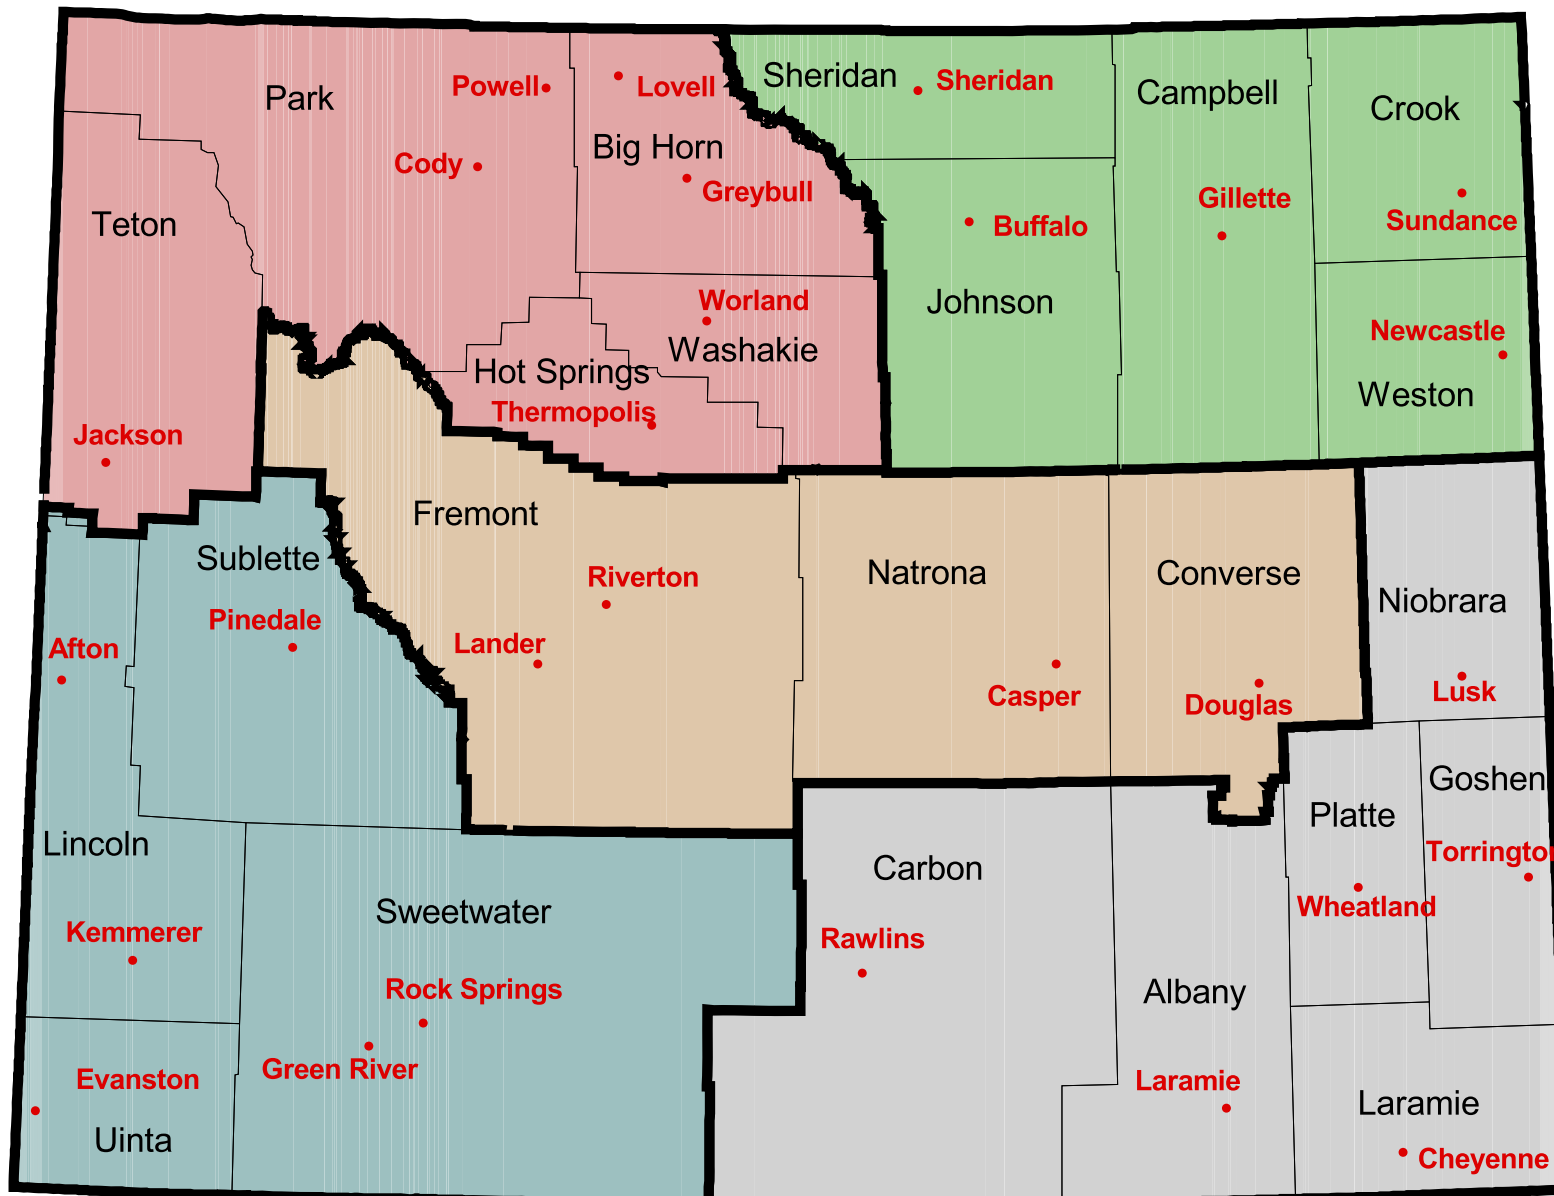 Park
Powell
Lovell
Sheridan
Sheridan
Campbell
Crook
Cody
Big Horn
Greybull
Teton
Buffalo
Gillette
Sundance
Worland
Johnson
Newcastle
Washakie
Hot Springs
Weston
Thermopolis
Jackson
Fremont
Sublette
Riverton
Natrona
Converse
Niobrara
Pinedale
Afton
Lander
Casper
Douglas
Lusk
Goshen
Platte
Lincoln
Carbon
Torrington
Sweetwater
Wheatland
Kemmerer
Rawlins
Rock Springs
Albany
Green River
Evanston
Laramie
Laramie
Uinta
Cheyenne